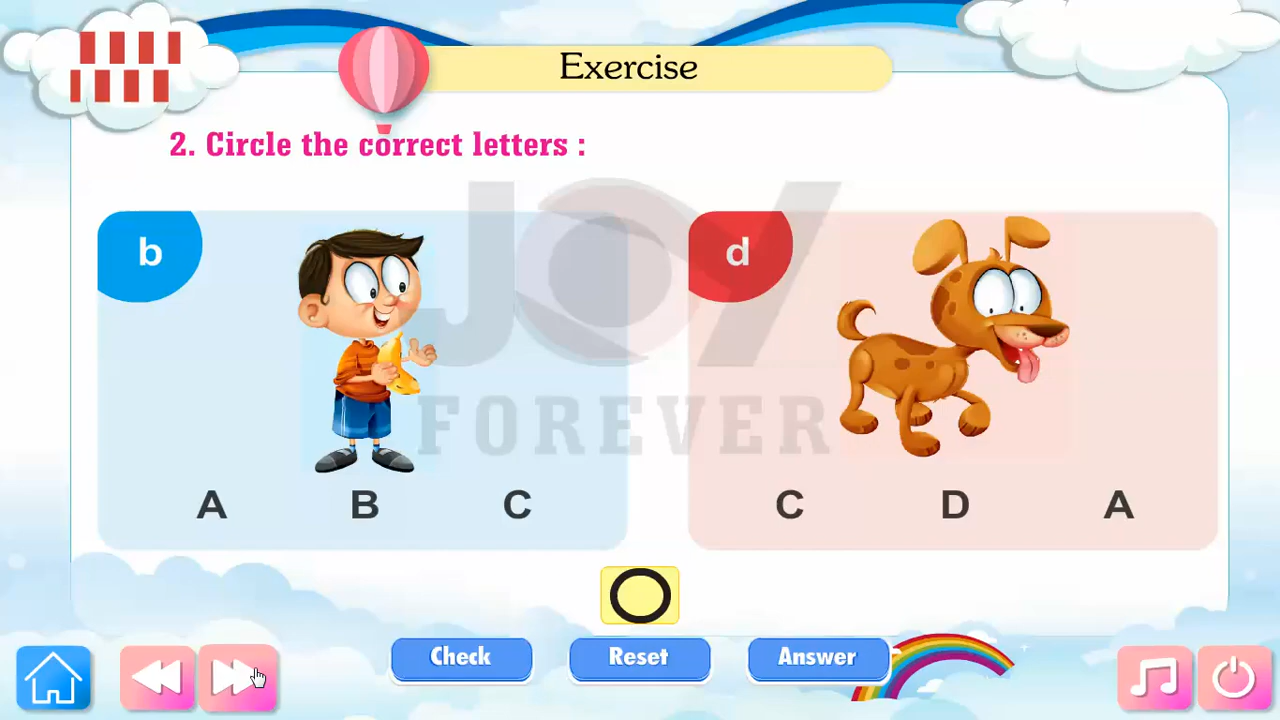 Exercise
2. Circle the correct letters :
b
d
JOY
FOREVER
A B C
C D A
Check Reset Answer